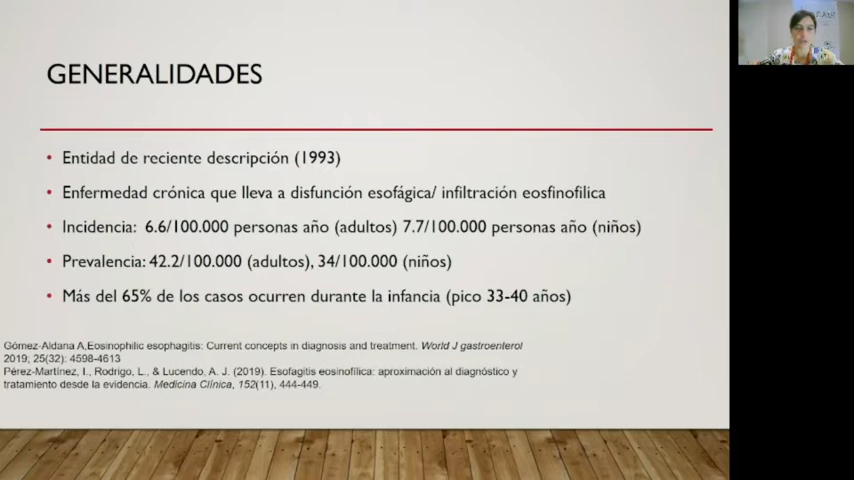 GENERALIDADES
• Entidad de reciente descripción (1993)
• Enfermedad crónica que lleva a disfunción esofágica/ infiltración eosfinofilica
• Incidencia: 6.6/100.000 personas año (adultos) 7.7/100.000 personas año (niños)
• Prevalencia: 42.2/100.000 (adultos), 34/100.000 (niños)
• Más del 65% de los casos ocurren durante la infancia (pico 33-40 años)
Gómez-Aldana A,Eosinophilic esophagitis: Current concepts in diagnosis and treatment. World J gastroenterol
2019; 25(32): 4598-4613
Pérez-Martínez, I., Rodrigo, L., & Lucendo, A. J. (2019). Esofagitis eosinofílica: aproximación al diagnóstico y
tratamiento desde la evidencia. Medicina Clínica, 152(11), 444-449.